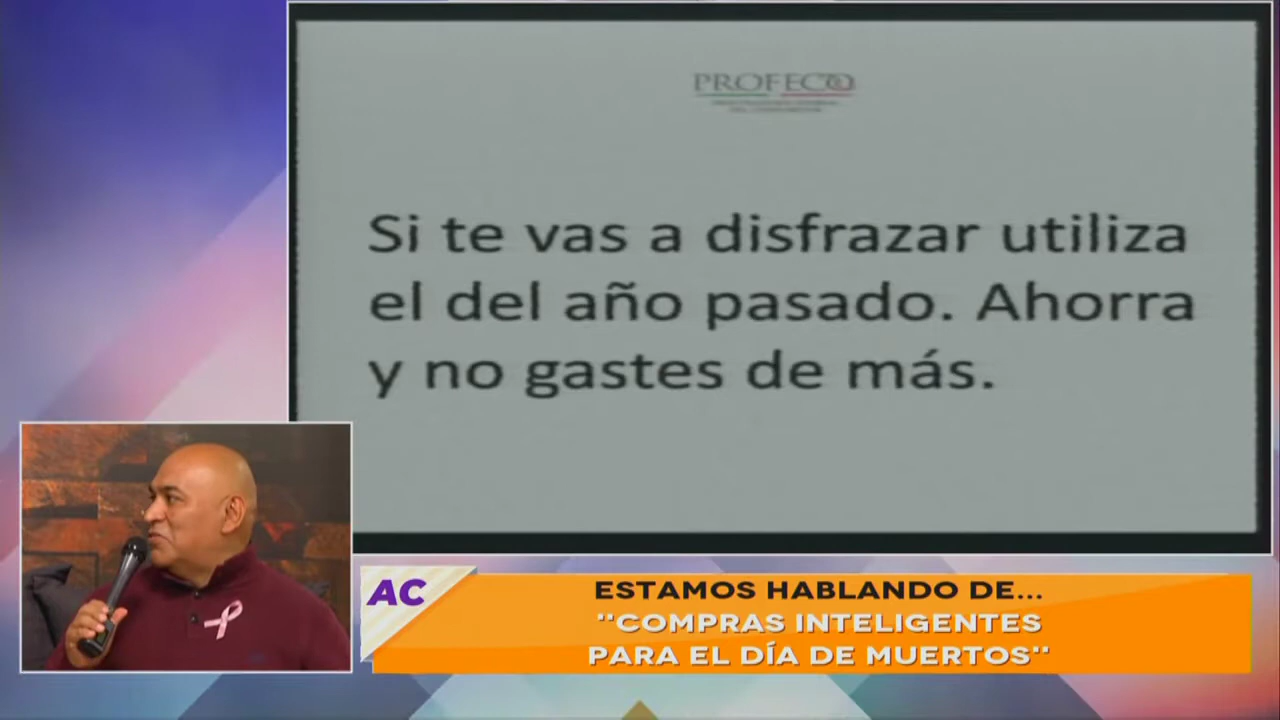 PROFECO
Si te vas a disfrazar utiliza
el del año pasado. Ahorra
y no gastes de más.
AC
ESTAMOS HABLANDO DE...
"COMPRAS INTELIGENTES
PARA EL DÍA DE MUERTOS"